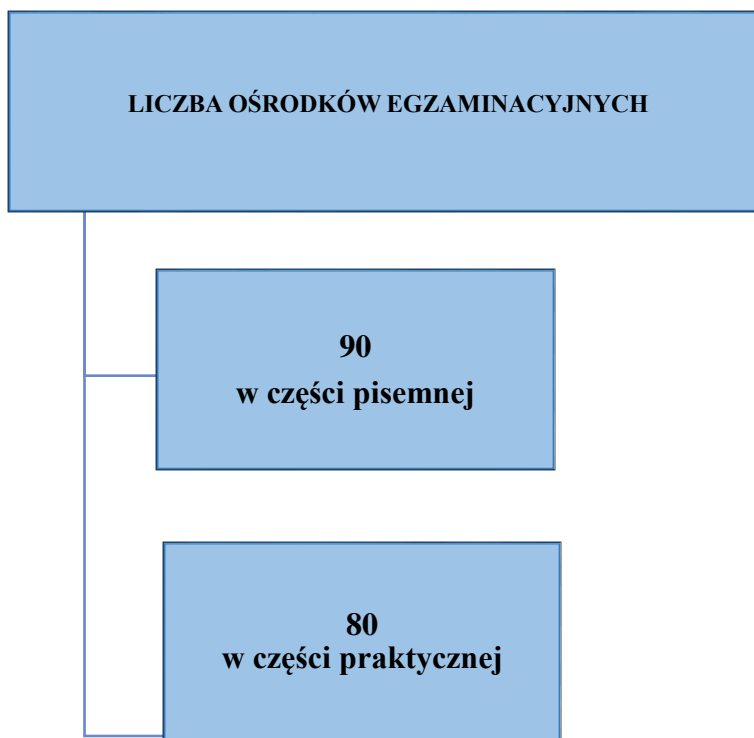 LICZBA OŚRODKÓW EGZAMINACYJNYCH
90
w części pisemnej
80
w części praktycznej